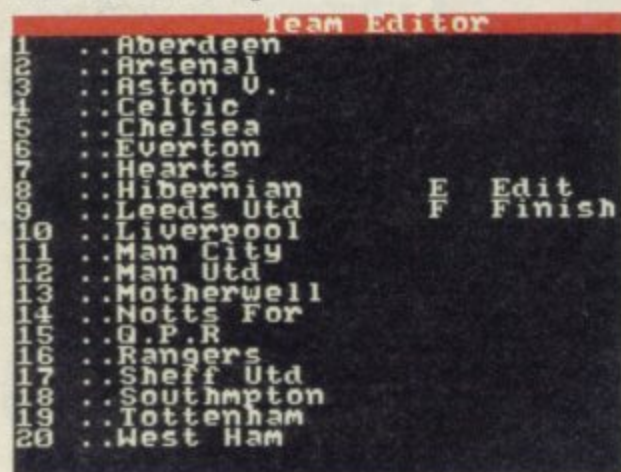 Team Editor
1 ..Aberdeen
2 ..Arsenal
3 ..Aston V.
4 ..Celtic
5 ..Chelsea
6 ..Everton
7 ..Hearts
8 ..Hibernian E Edit
9 ..Leeds Utd F Finish
10 ..Liverpool
11 ..Man City
12 ..Man Utd
13 ..Motherwell
14 ..Notts For
15 ..Q.P.R
16 ..Rangers
17 ..Sheff Utd
18 ..Southmpton
19 ..Tottenham
20 ..West Ham